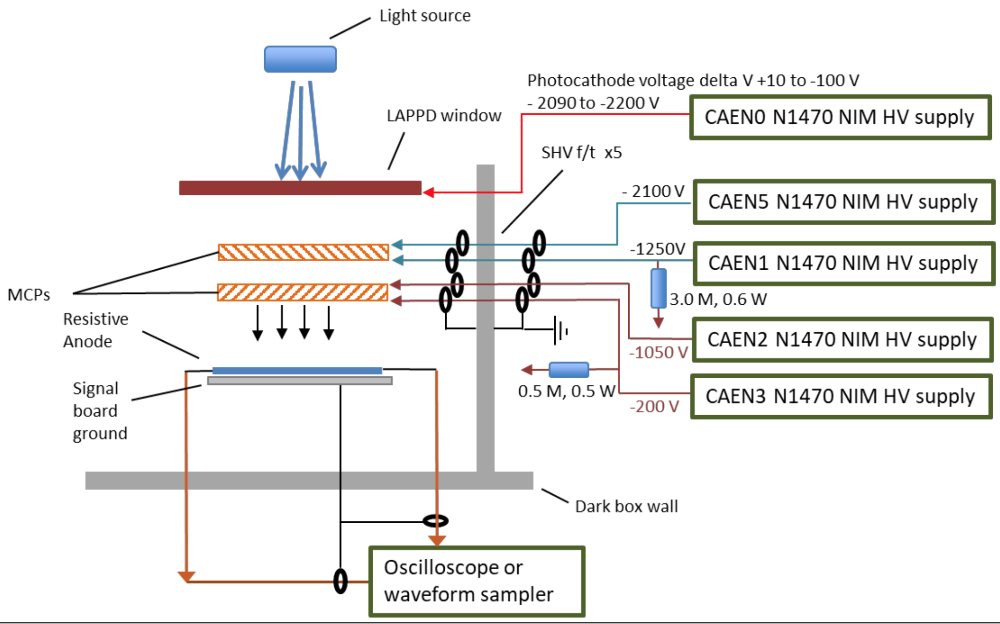 Light source
Photocathode voltage delta V +10 to -100 V
- 2090 to -2200 V
CAEN0 N1470 NIM HV supply
LAPPD window
SHV f/t x5
- 2100 V
CAEN5 N1470 NIM HV supply
-1250V
CAEN1 N1470 NIM HV supply
MCPs
3.0 M, 0.6 W
Resistive
Anode
CAEN2 N1470 NIM HV supply
-1050 V
0.5 M, 0.5 W
CAEN3 N1470 NIM HV supply
-200 V
Signal
board
ground
Dark box wall
Oscilloscope or
waveform sampler